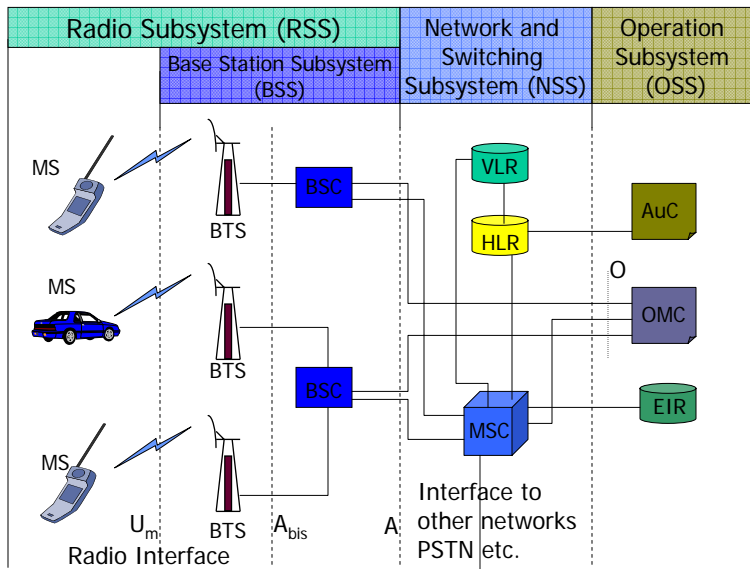 Radio Subsystem (RSS)
Network and
Switching
Subsystem (NSS)
Operation
Subsystem
(OSS)
Base Station Subsystem
(BSS)
MS
BTS
BSC
VLR
HLR
AuC
MS
BTS
BSC
O
OMC
MSC
EIR
MS
BTS
Um
Abis
A
Radio Interface
Interface to
other networks
PSTN etc.